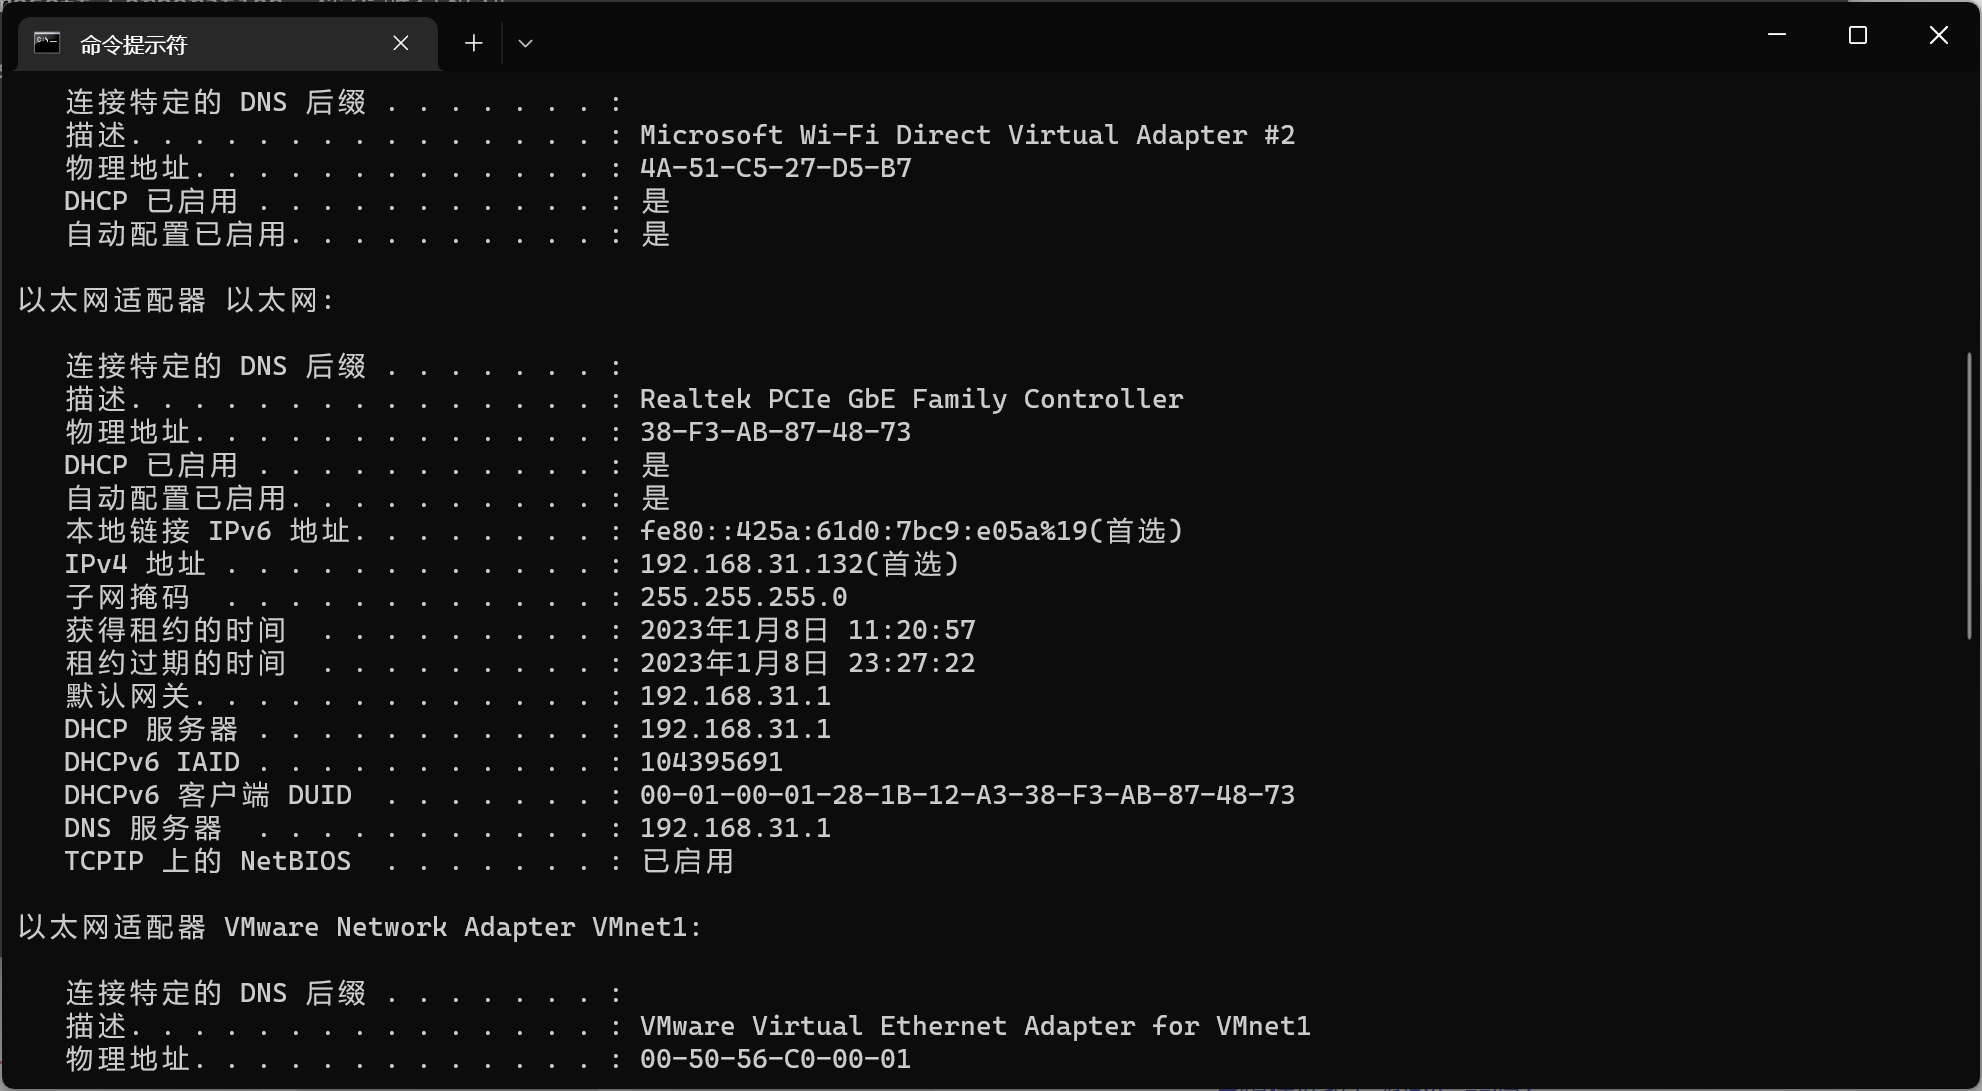 命令提示符
连接特定的 DNS 后缀 . . . . . . . :
描述. . . . . . . . . . . . . . . : Microsoft Wi-Fi Direct Virtual Adapter #2
物理地址. . . . . . . . . . . . . : 4A-51-C5-27-D5-B7
DHCP 已启用 . . . . . . . . . . . : 是
自动配置已启用. . . . . . . . . . : 是
以太网适配器 以太网:
连接特定的 DNS 后缀 . . . . . . . :
描述. . . . . . . . . . . . . . . : Realtek PCIe GbE Family Controller
物理地址. . . . . . . . . . . . . : 38-F3-AB-87-48-73
DHCP 已启用 . . . . . . . . . . . : 是
自动配置已启用. . . . . . . . . . : 是
本地链接 IPv6 地址. . . . . . . . : fe80::425a:61d0:7bc9:e05a%19(首选)
IPv4 地址 . . . . . . . . . . . . : 192.168.31.132(首选)
子网掩码  . . . . . . . . . . . . : 255.255.255.0
获得租约的时间  . . . . . . . . . : 2023年1月8日 11:20:57
租约过期的时间  . . . . . . . . . : 2023年1月8日 23:27:22
默认网关. . . . . . . . . . . . . : 192.168.31.1
DHCP 服务器 . . . . . . . . . . . : 192.168.31.1
DHCPv6 IAID . . . . . . . . . . . : 104395691
DHCPv6 客户端 DUID  . . . . . . . : 00-01-00-01-28-1B-12-A3-38-F3-AB-87-48-73
DNS 服务器  . . . . . . . . . . . : 192.168.31.1
TCPIP 上的 NetBIOS  . . . . . . . : 已启用
以太网适配器 VMware Network Adapter VMnet1:
连接特定的 DNS 后缀 . . . . . . . :
描述. . . . . . . . . . . . . . . : VMware Virtual Ethernet Adapter for VMnet1
物理地址. . . . . . . . . . . . . : 00-50-56-C0-00-01